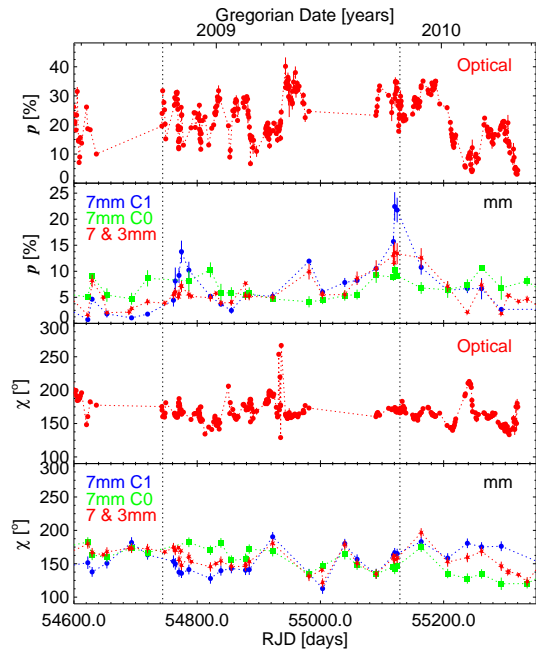 Gregorian Date [years]
2009 2010
40
30
20
10
0
p [%]
Optical
25
20
15
10
5
0
p [%]
7mm C1
7mm C0
7 & 3mm
mm
300
250
200
150
100
χ [°]
Optical
300
250
200
150
100
χ [°]
7mm C1
7mm C0
7 & 3mm
mm
54600.0 54800.0 55000.0 55200.0
RJD [days]